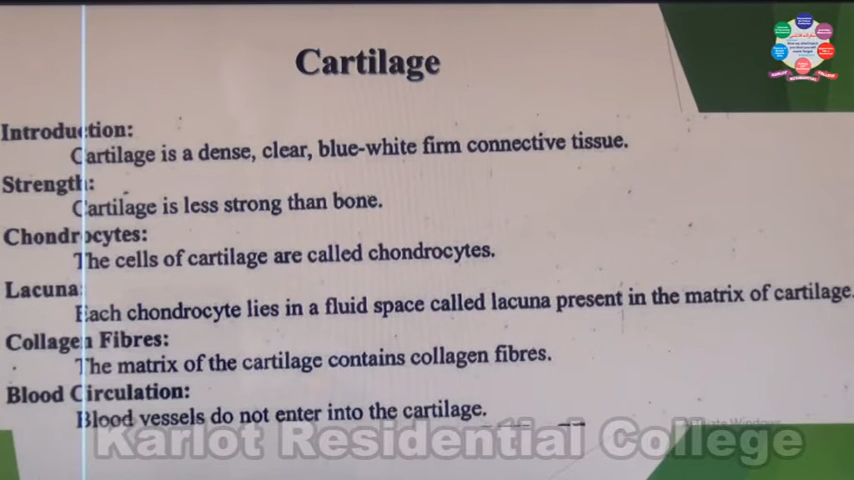 Cartilage
Introduction:
Cartilage is a dense, clear, blue-white firm connective tissue.
Strength:
Cartilage is less strong than bone.
Chondrocytes:
The cells of cartilage are called chondrocytes.
Lacuna:
Each chondrocyte lies in a fluid space called lacuna present in the matrix of cartilage.
Collagen Fibres:
The matrix of the cartilage contains collagen fibres.
Blood Circulation:
Blood vessels do not enter into the cartilage.
Karlot Residential College